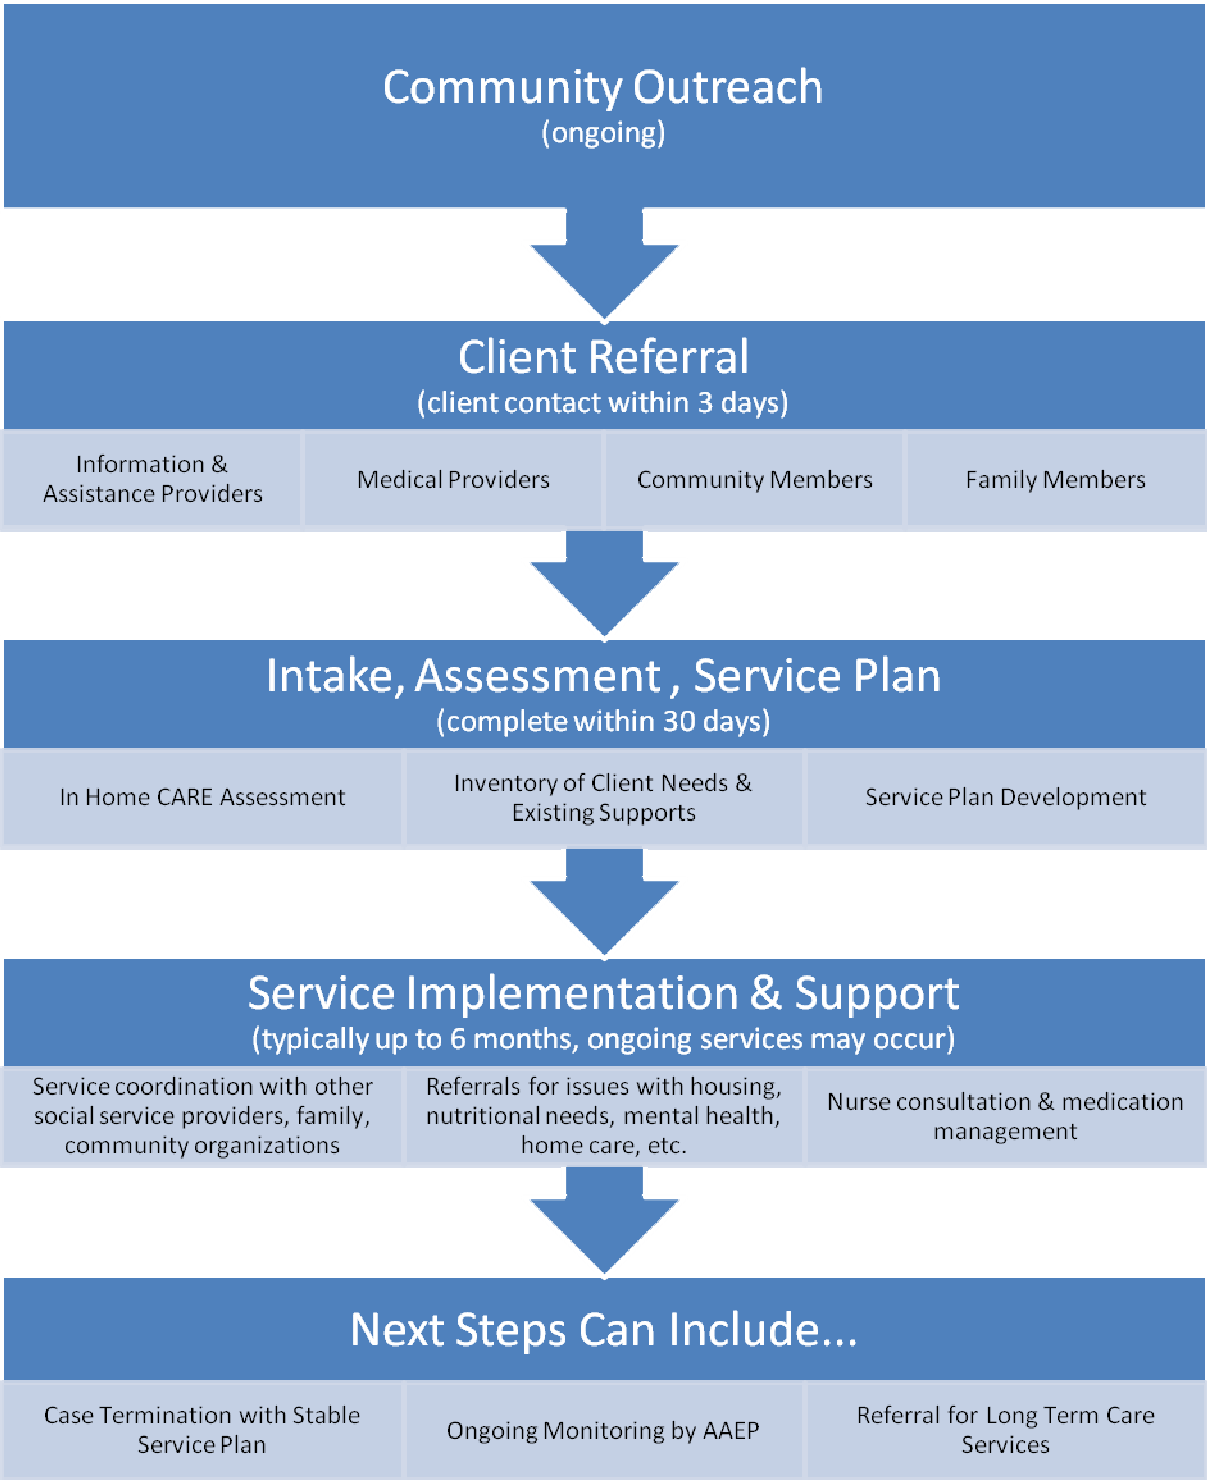 Community Outreach
(ongoing)
Client Referral
(client contact within 3 days)
Information &
Assistance Providers
Medical Providers
Community Members
Family Members
Intake, Assessment , Service Plan
(complete within 30 days)
In Home CARE Assessment
Inventory of Client Needs &
Existing Supports
Service Plan Development
Service Implementation & Support
(typically up to 6 months, ongoing services may occur)
Service coordination with other
social service providers, family,
community organizations
Referrals for issues with housing,
nutritional needs, mental health,
home care, etc.
Nurse consultation & medication
management
Next Steps Can Include...
Case Termination with Stable
Service Plan
Ongoing Monitoring by AAEP
Referral for Long Term Care
Services